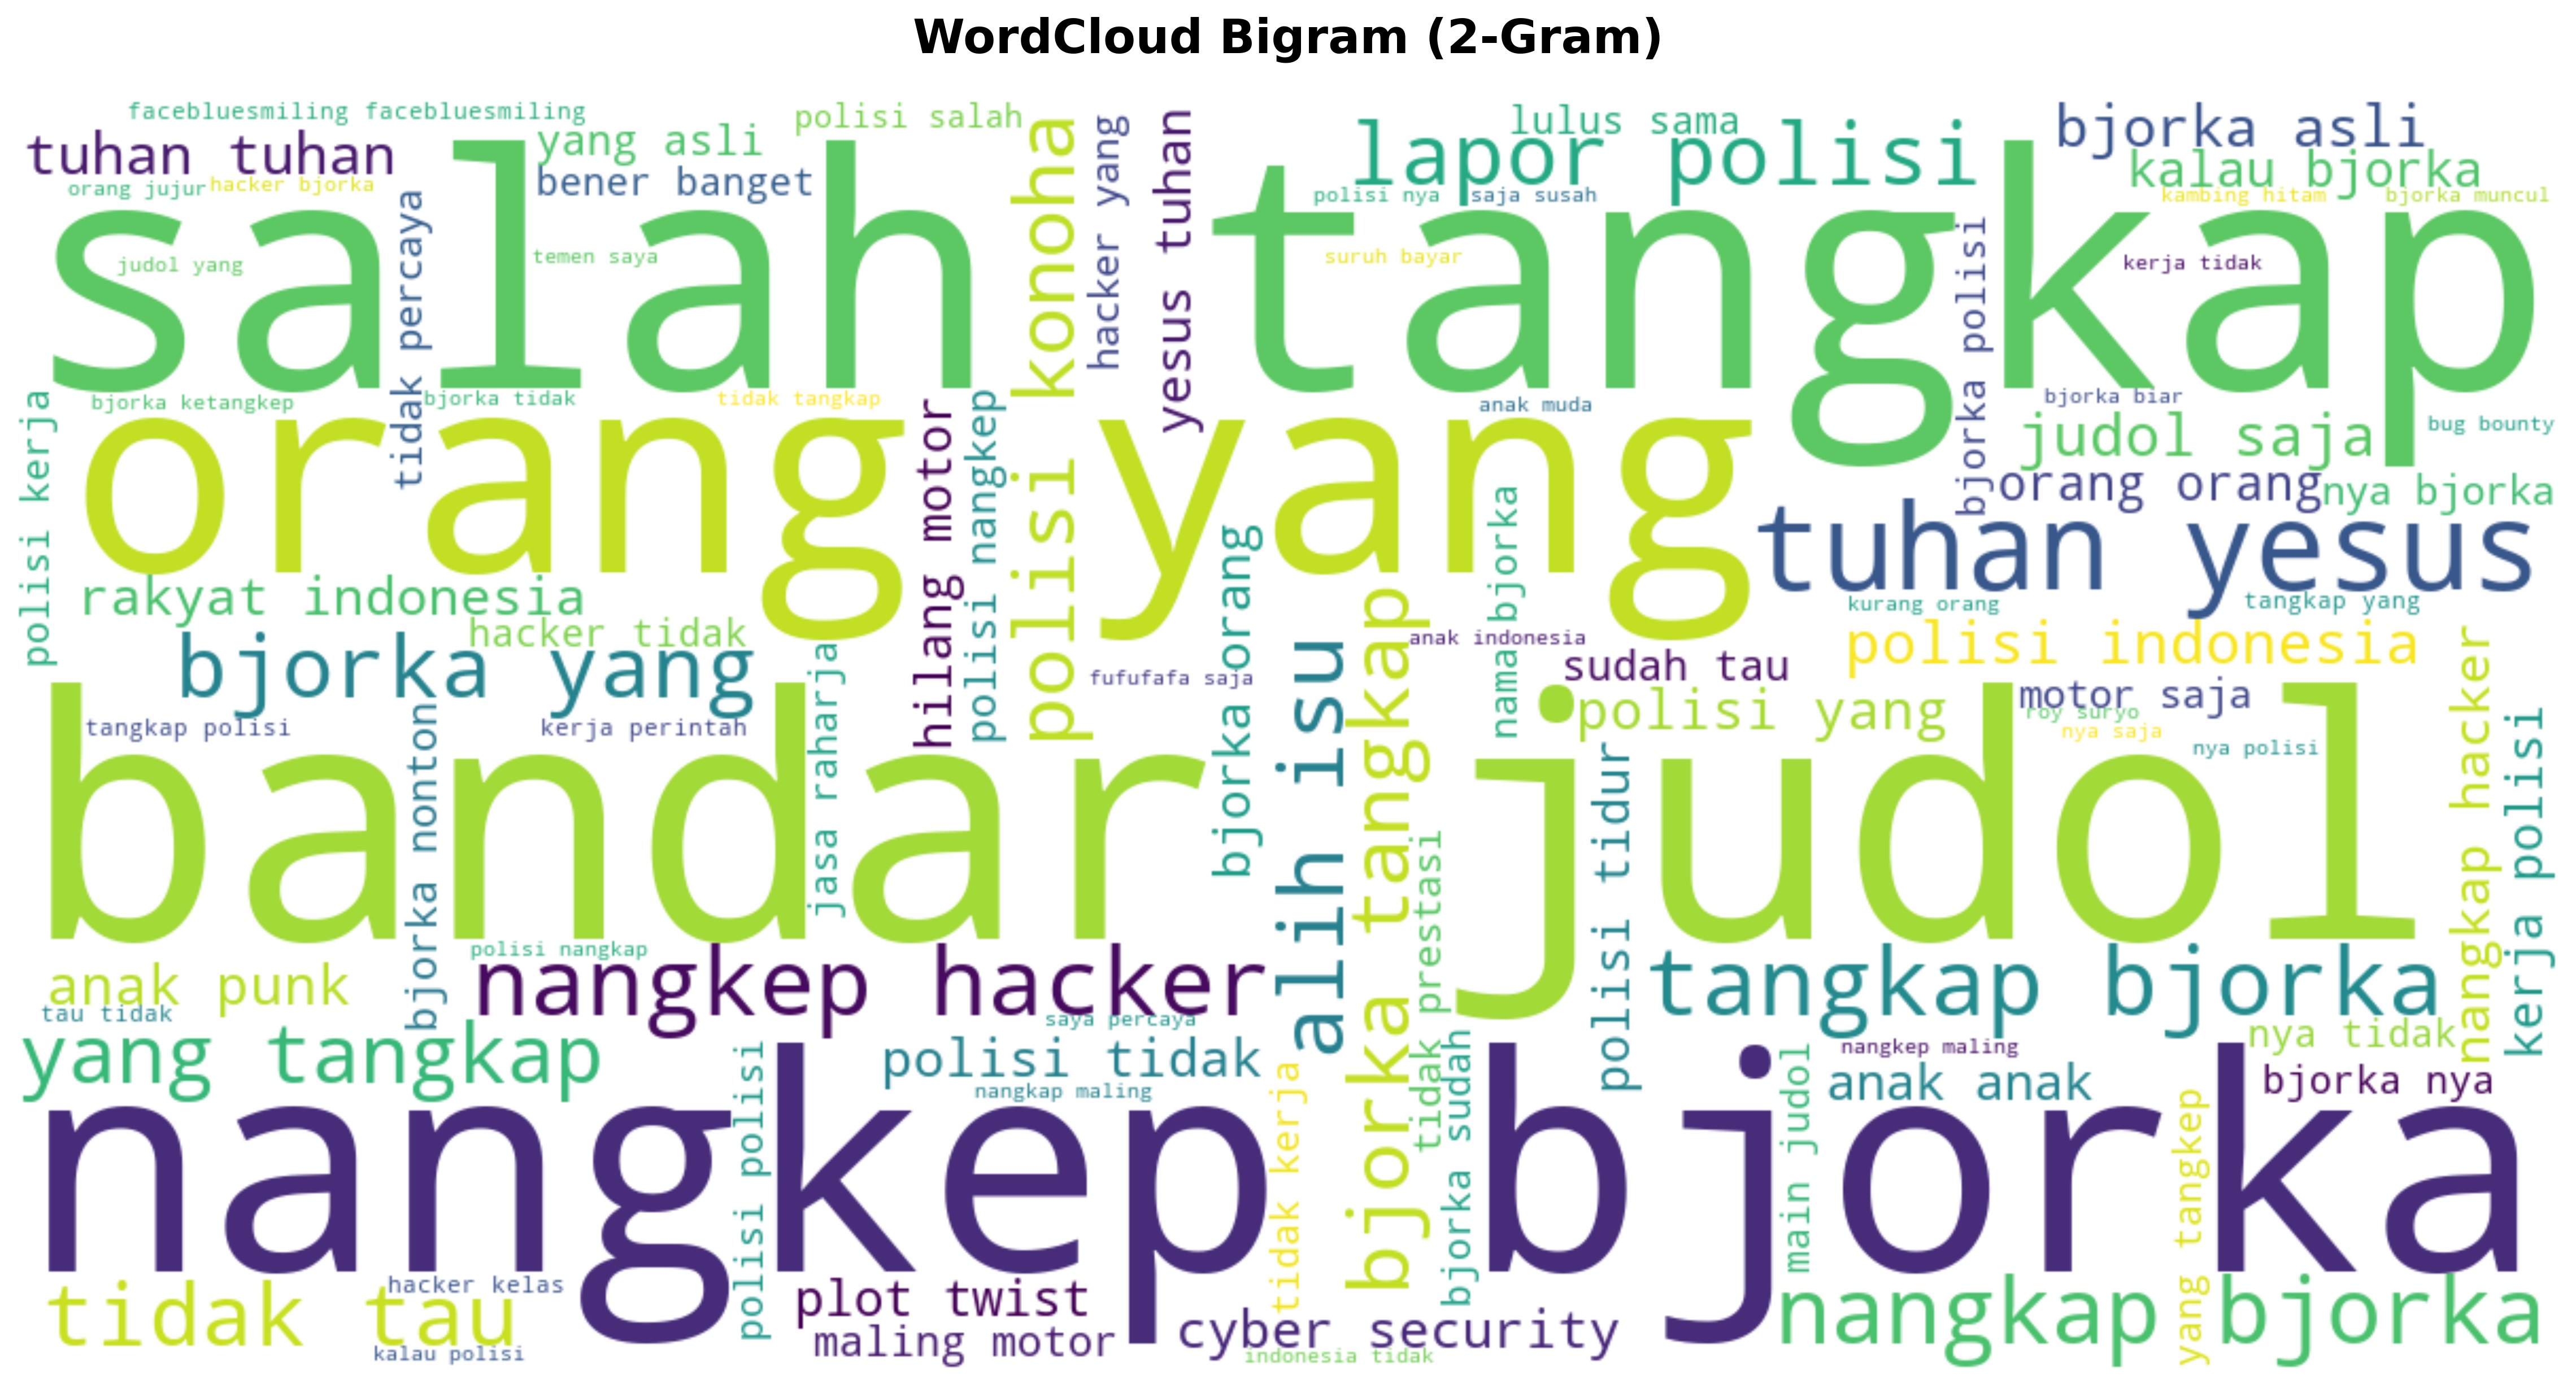 WordCloud Bigram (2-Gram)
facebluesmiling facebluesmiling
polisi salah
lulus sama
bjorka asli
tuhan tuhan
yang asli
lapor polisi
kalau bjorka
orang jujur
hacker bjorka
bener banget
polisi nya
saja susah
kambing hitam
bjorka muncul
salah tangkap
judol yang
temen saya
suruh bayar
kerja tidak
tidak percaya
polisi konoha
hacker yang
yesus tuhan
bjorka polisi
bjorka ketangkep
bjorka tidak
tidak tangkap
anak muda
bjorka biar
judol saja
bug bounty
polisi kerja
orang yang
hilang motor
polisi nangkep
orang orang
nya bjorka
tuhan yesus
rakyat indonesia
bjorka orang
nama bjorka
kurang orang
tangkap yang
hacker tidak
anak indonesia
polisi indonesia
bjorka yang
fufufafa saja
sudah tau
motor saja
polisi yang
roy suryo
tangkap polisi
kerja perintah
nya saja
nya polisi
bandar judol
bjorka nonton
jasa raharja
alih isu
bjorka tangkap
tidak prestasi
polisi tidur
nangkap hacker
kerja polisi
polisi nangkap
anak punk
nangkep hacker
tangkap bjorka
tau tidak
saya percaya
yang tangkap
polisi tidak
nangkep maling
nya tidak
nangkap maling
anak anak
bjorka nya
nangkep bjorka
polisi polisi
tidak kerja
bjorka sudah
main judol
yang tangkep
hacker kelas
tidak tau
plot twist
nangkap bjorka
maling motor
cyber security
kalau polisi
indonesia tidak